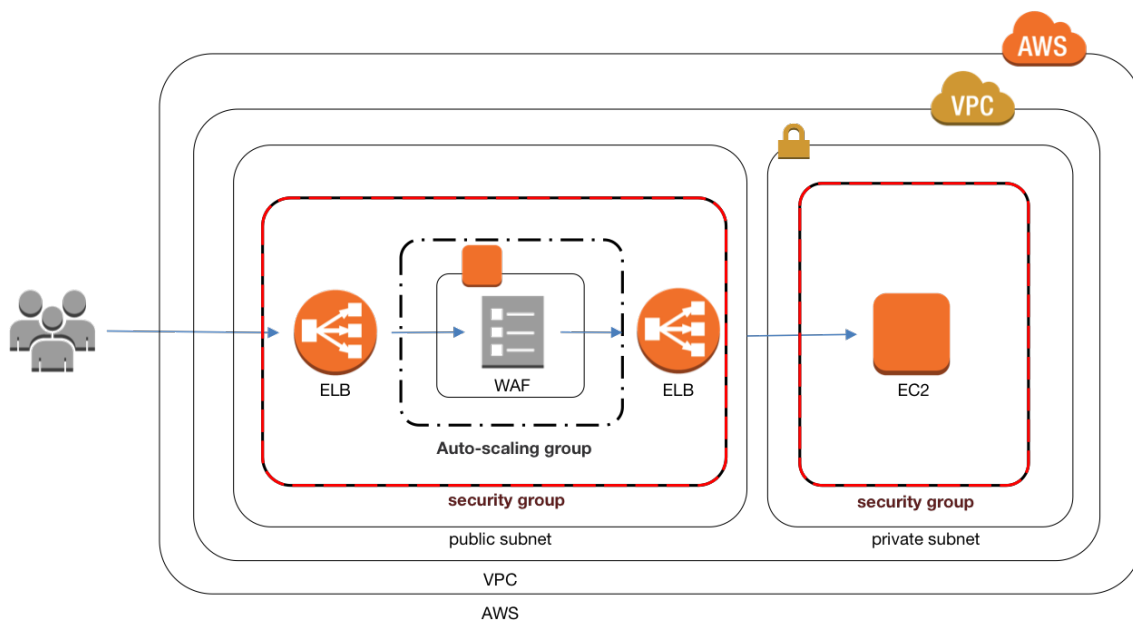 AWS
VPC
ELB
WAF
ELB
EC2
Auto-scaling group
security group
security group
public subnet
private subnet
VPC
AWS